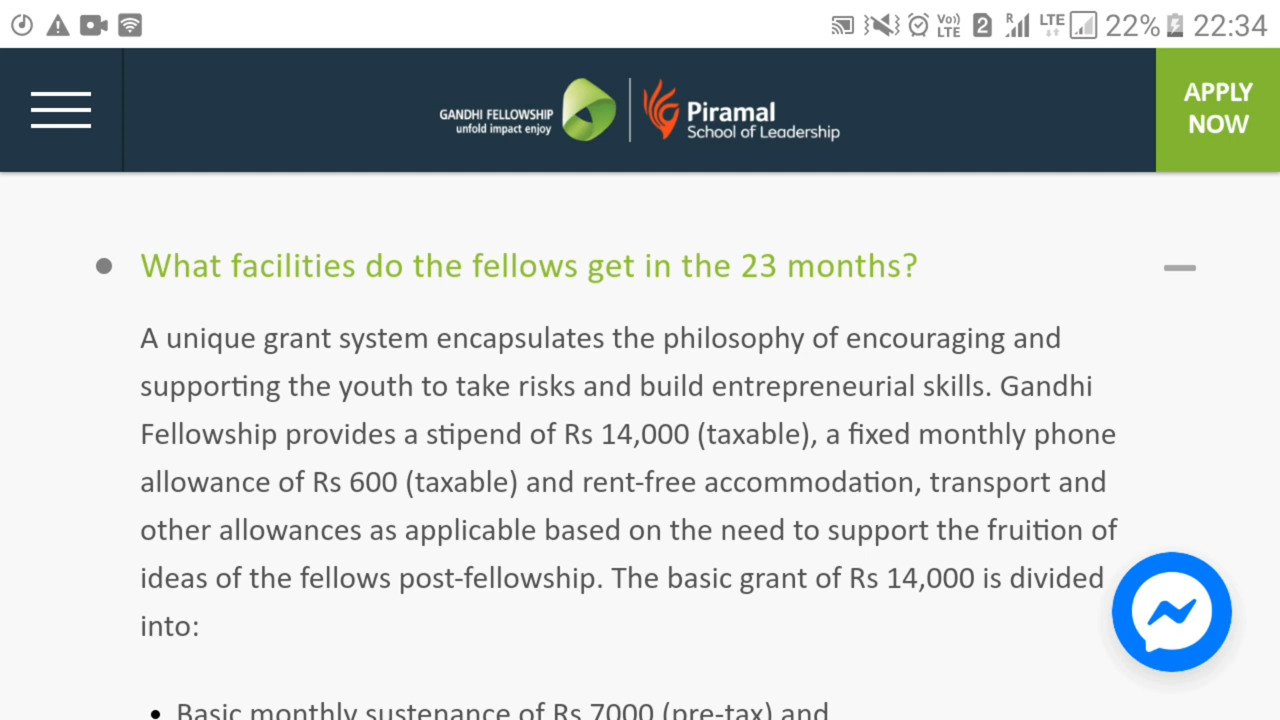 R Vo)) LTE 2 LTE 22% 22:34
GANDHI FELLOWSHIP
unfold impact enjoy
Piramal
School of Leadership
APPLY
NOW
What facilities do the fellows get in the 23 months?
A unique grant system encapsulates the philosophy of encouraging and
supporting the youth to take risks and build entrepreneurial skills. Gandhi
Fellowship provides a stipend of Rs 14,000 (taxable), a fixed monthly phone
allowance of Rs 600 (taxable) and rent-free accommodation, transport and
other allowances as applicable based on the need to support the fruition of
ideas of the fellows post-fellowship. The basic grant of Rs 14,000 is divided
into:
Basic monthly sustenance of Rs 7000 (pre-tax) and